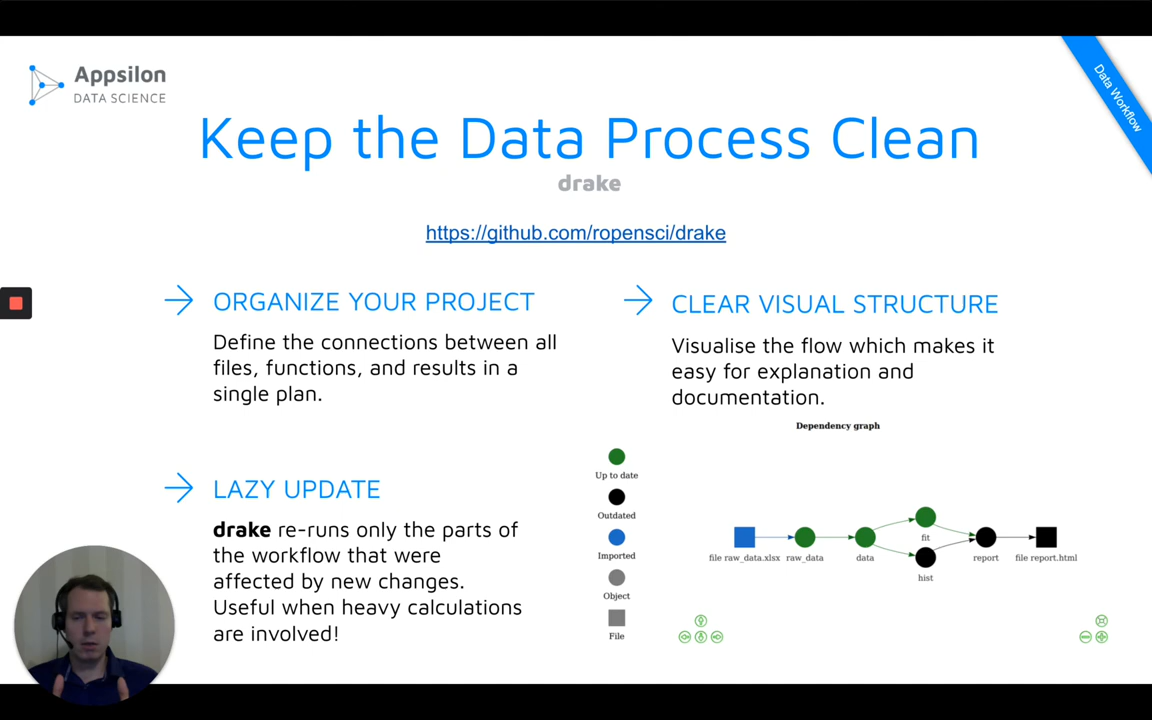 Appsilon
DATA SCIENCE
Data Workflow
Keep the Data Process Clean
drake
https://github.com/ropensci/drake
ORGANIZE YOUR PROJECT
Define the connections between all
files, functions, and results in a
single plan.
CLEAR VISUAL STRUCTURE
Visualise the flow which makes it
easy for explanation and
documentation.
LAZY UPDATE
drake re-runs only the parts of
the workflow that were
affected by new changes.
Useful when heavy calculations
are involved!
Dependency graph
Up to date
Outdated
Imported
Object
File
file raw_data.xlsx
raw_data
data
fit
hist
report
file report.html